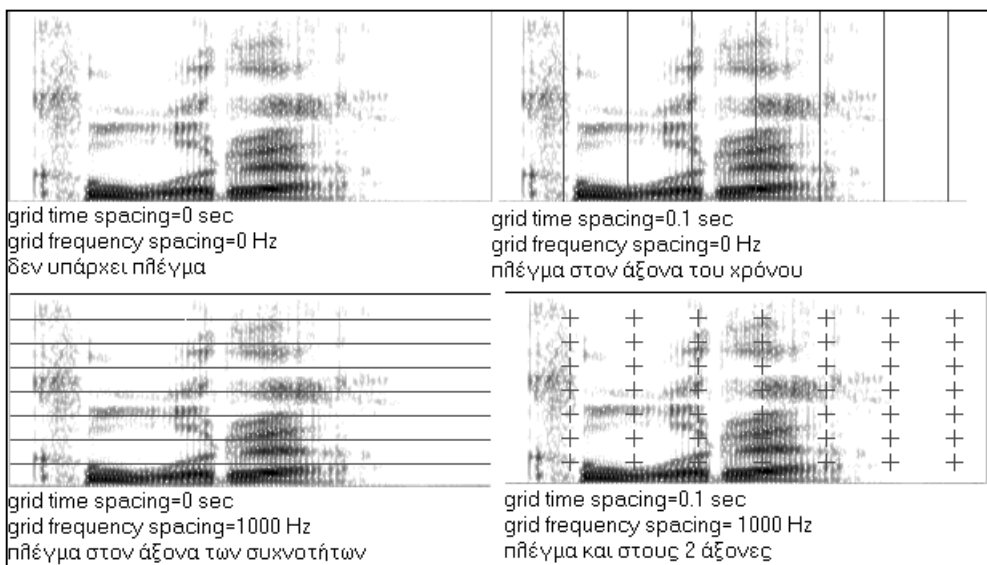 grid time spacing=0 sec
grid frequency spacing=0 Hz
δεν υπάρχει πλέγμα
grid time spacing=0.1 sec
grid frequency spacing=0 Hz
πλέγμα στον άξονα του χρόνου
grid time spacing=0 sec
grid frequency spacing=1000 Hz
πλέγμα στον άξονα των συχνοτήτων
grid time spacing=0.1 sec
grid frequency spacing= 1000 Hz
πλέγμα και στους 2 άξονες